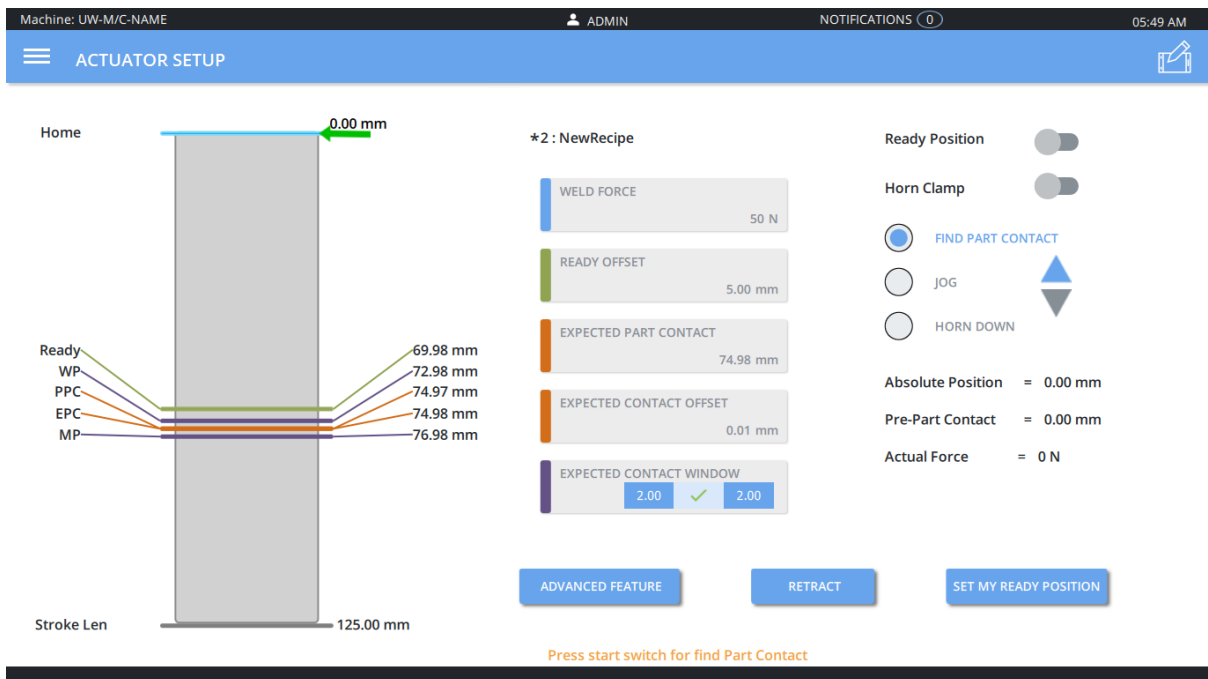 Machine: UW-M/C-NAME
ADMIN
NOTIFICATIONS 0
05:49 AM
ACTUATOR SETUP
Home
0.00 mm
Ready
69.98 mm
WP
72.98 mm
PPC
74.97 mm
EPC
74.98 mm
MP
76.98 mm
Stroke Len
125.00 mm
*2 : NewRecipe
WELD FORCE
50 N
READY OFFSET
5.00 mm
EXPECTED PART CONTACT
74.98 mm
EXPECTED CONTACT OFFSET
0.01 mm
EXPECTED CONTACT WINDOW
2.00 2.00
Ready Position
Horn Clamp
FIND PART CONTACT
JOG
HORN DOWN
Absolute Position = 0.00 mm
Pre-Part Contact = 0.00 mm
Actual Force = 0 N
ADVANCED FEATURE
RETRACT
SET MY READY POSITION
Press start switch for find Part Contact